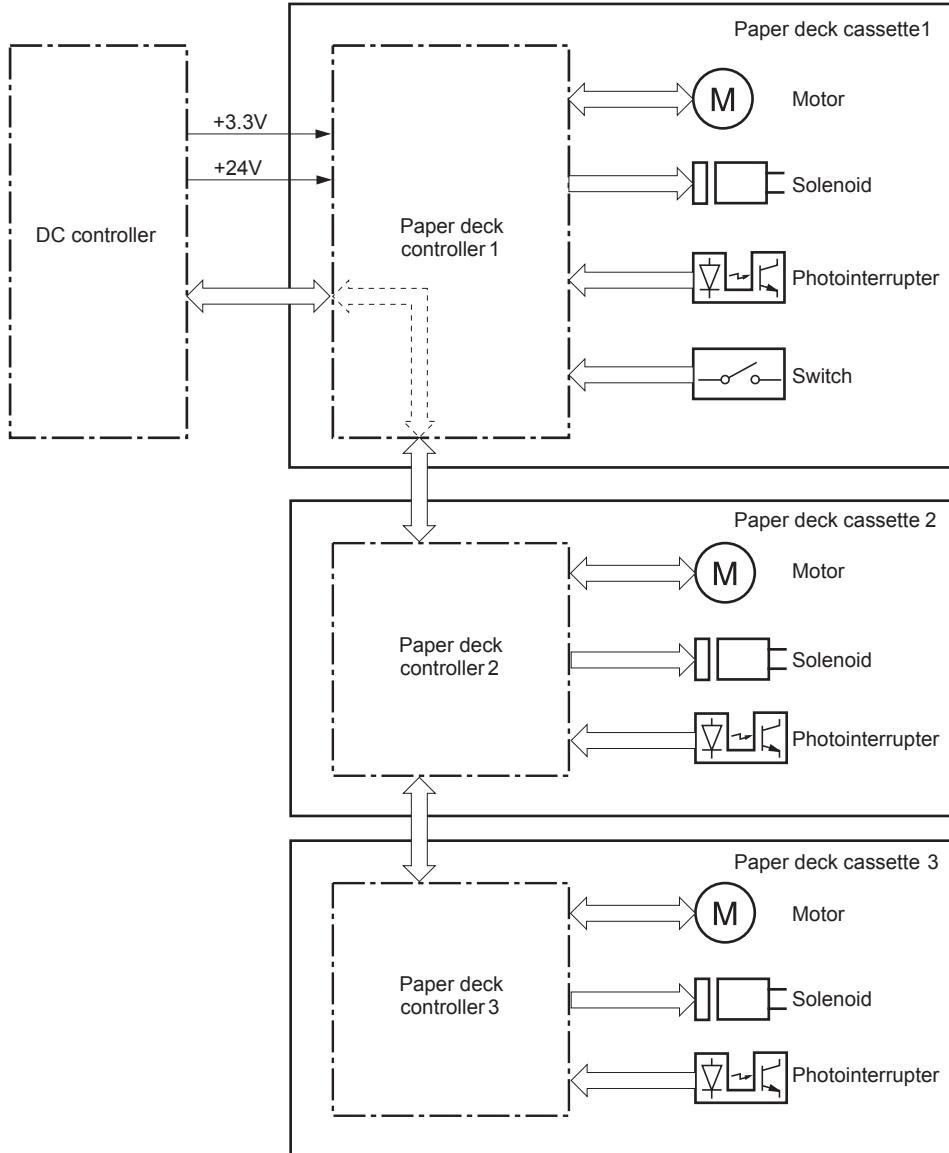 Paper deck cassette1
DC controller
+3.3V
+24V
Paper deck
controller 1
M
Motor
Solenoid
Photointerrupter
Switch
Paper deck cassette 2
Paper deck
controller 2
M
Motor
Solenoid
Photointerrupter
Paper deck cassette 3
Paper deck
controller 3
M
Motor
Solenoid
Photointerrupter